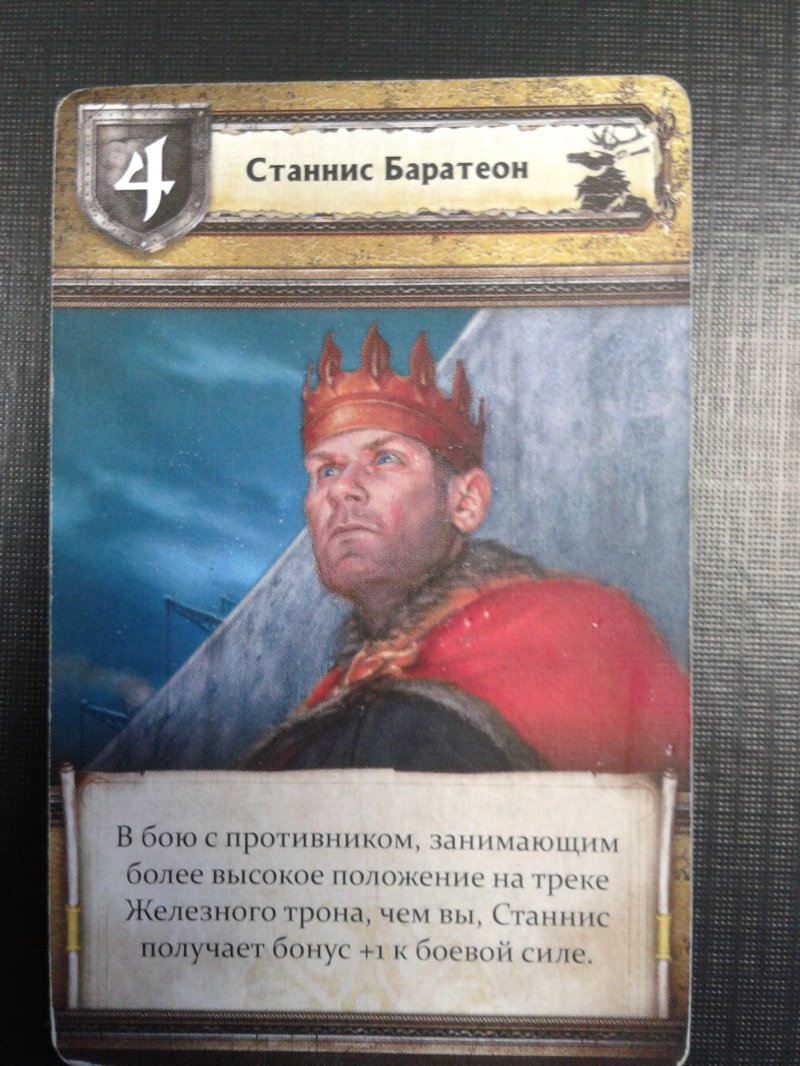 4
Станнис Баратеон
В бою с противником, занимающим
более высокое положение на треке
Железного трона, чем вы, Станнис
получает бонус +1 к боевой силе.